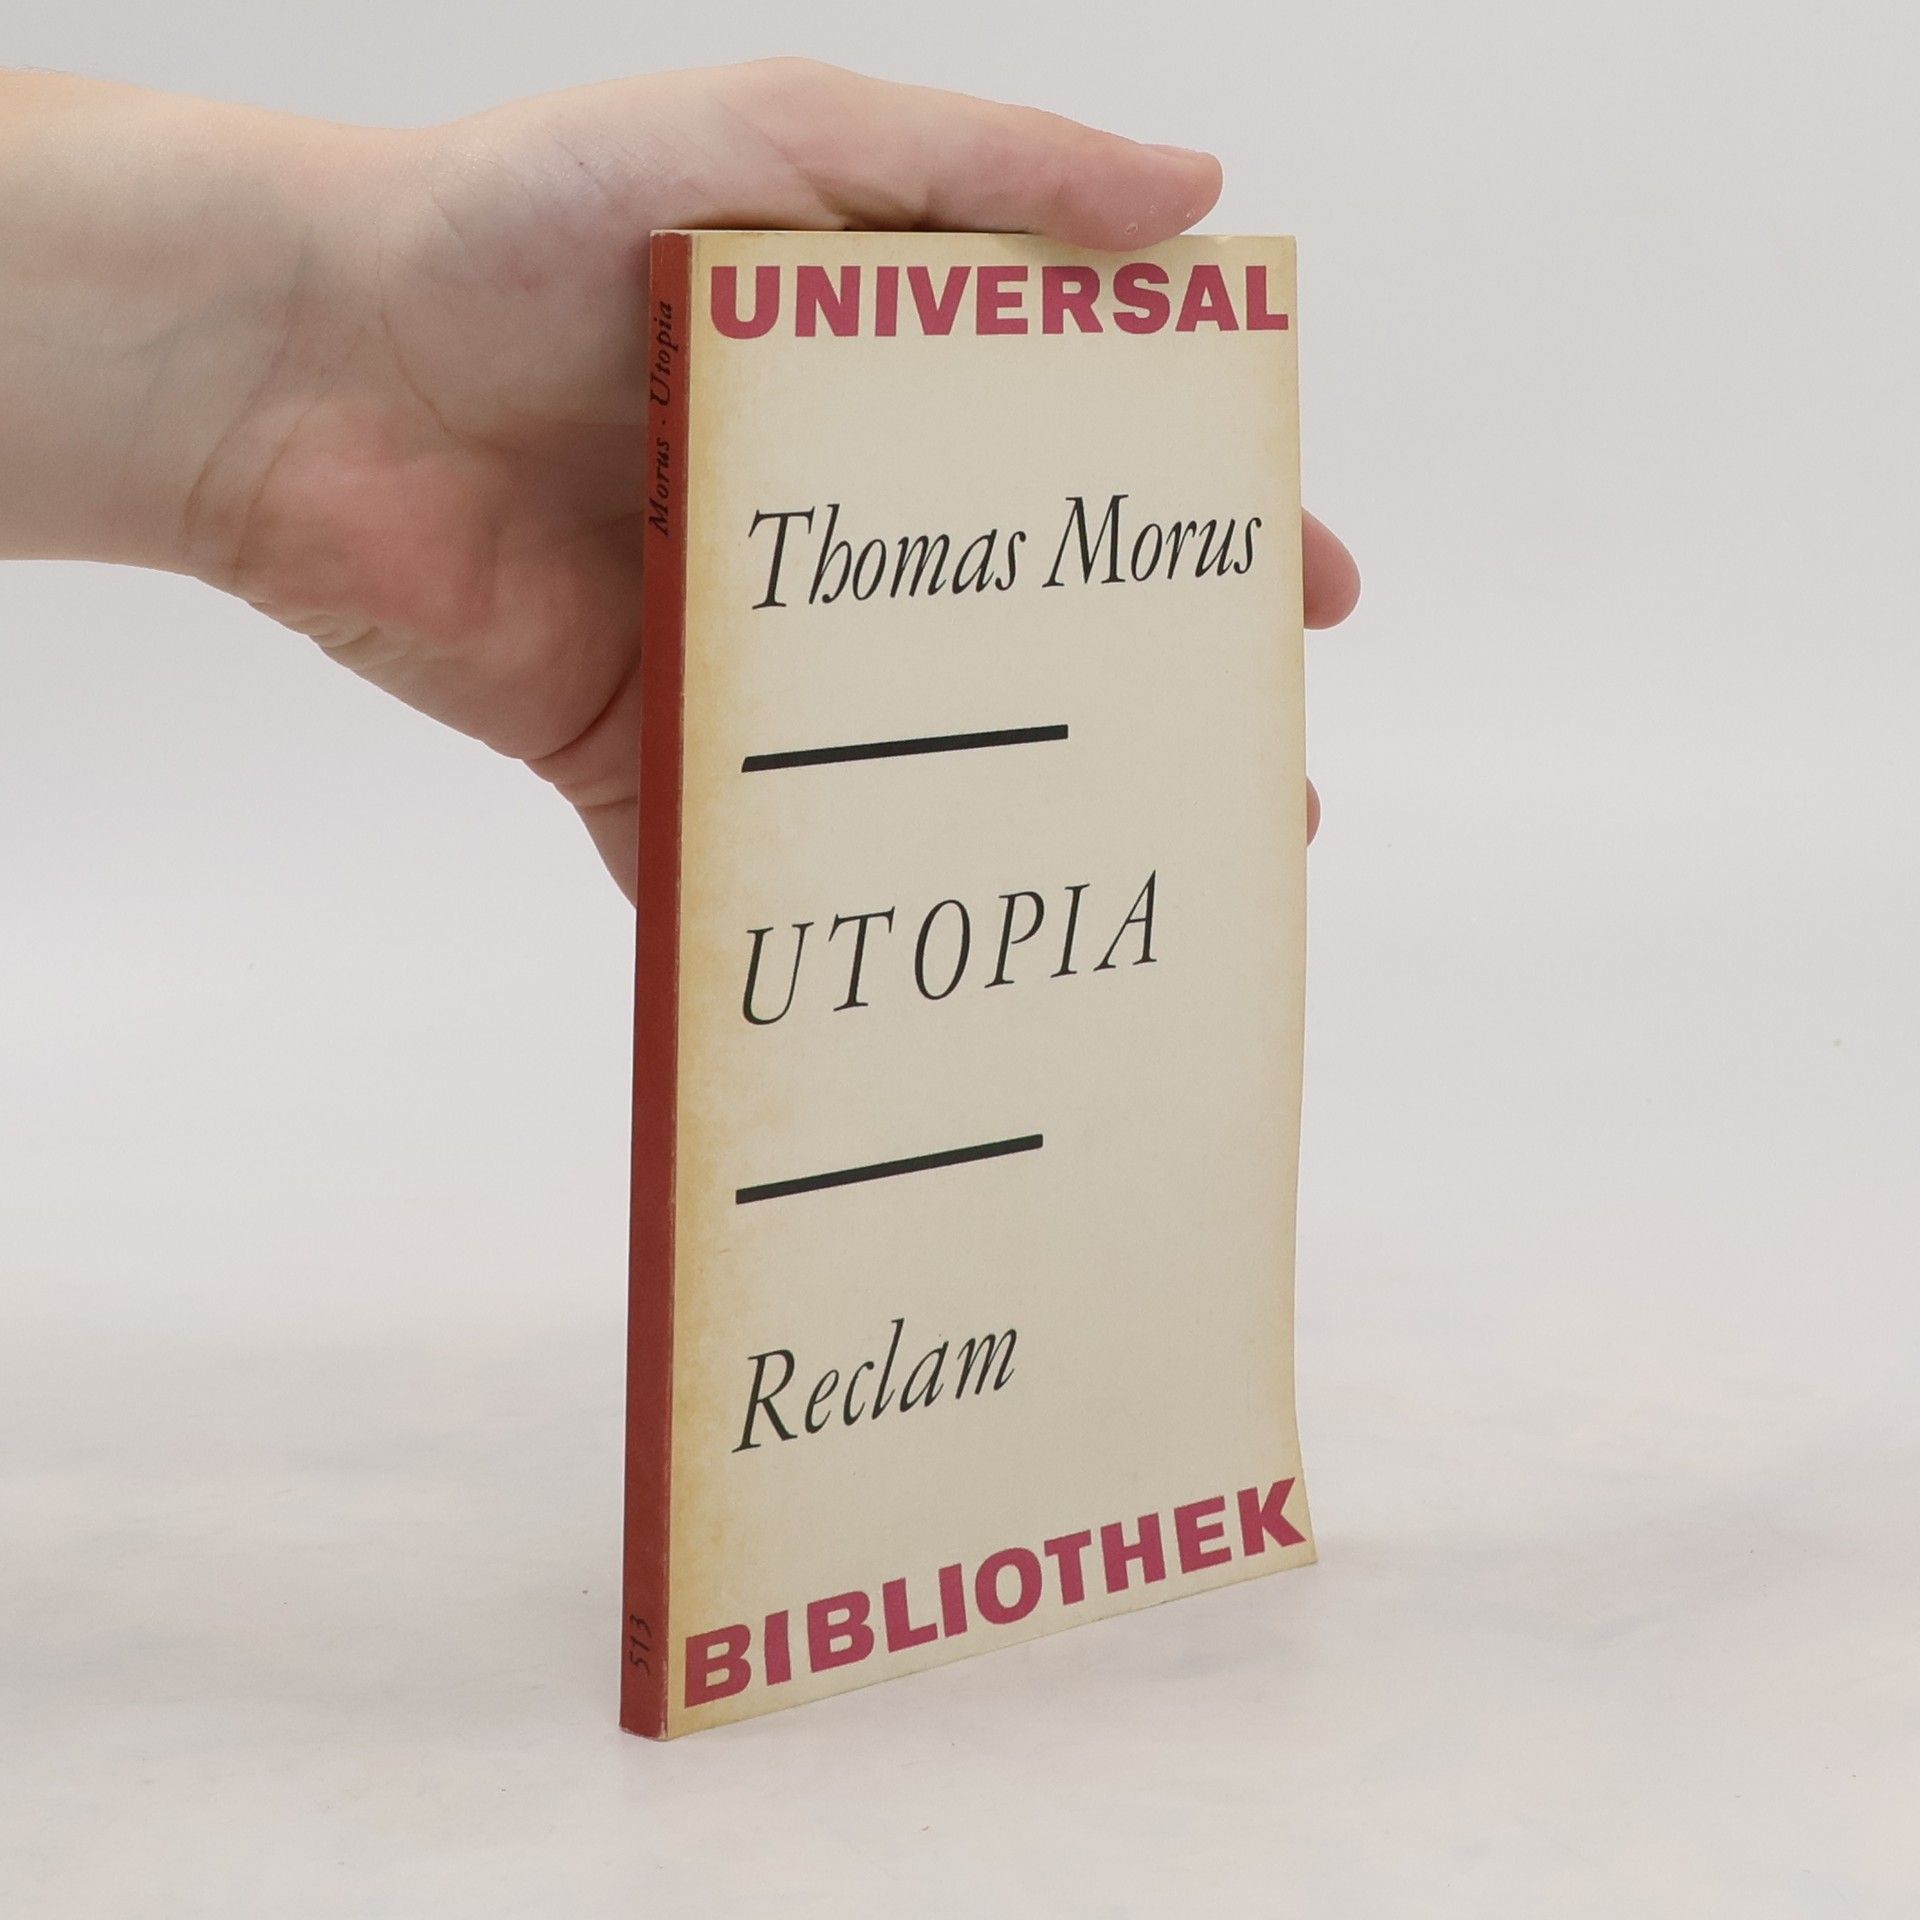 UNIVERSAL
Thomas Morus
UTOPIA
Reclam
BIBLIOTHEK
Morus · Utopia
513